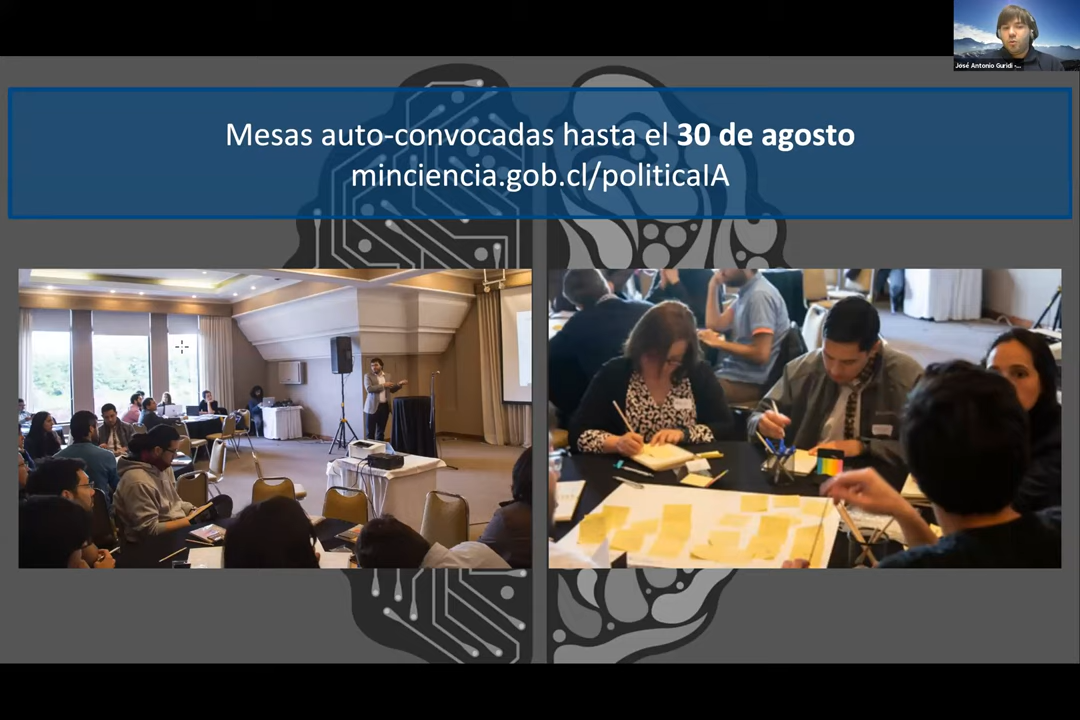 José Antonio Guridi -...
Mesas auto-convocadas hasta el 30 de agosto
minciencia.gob.cl/politicaIA